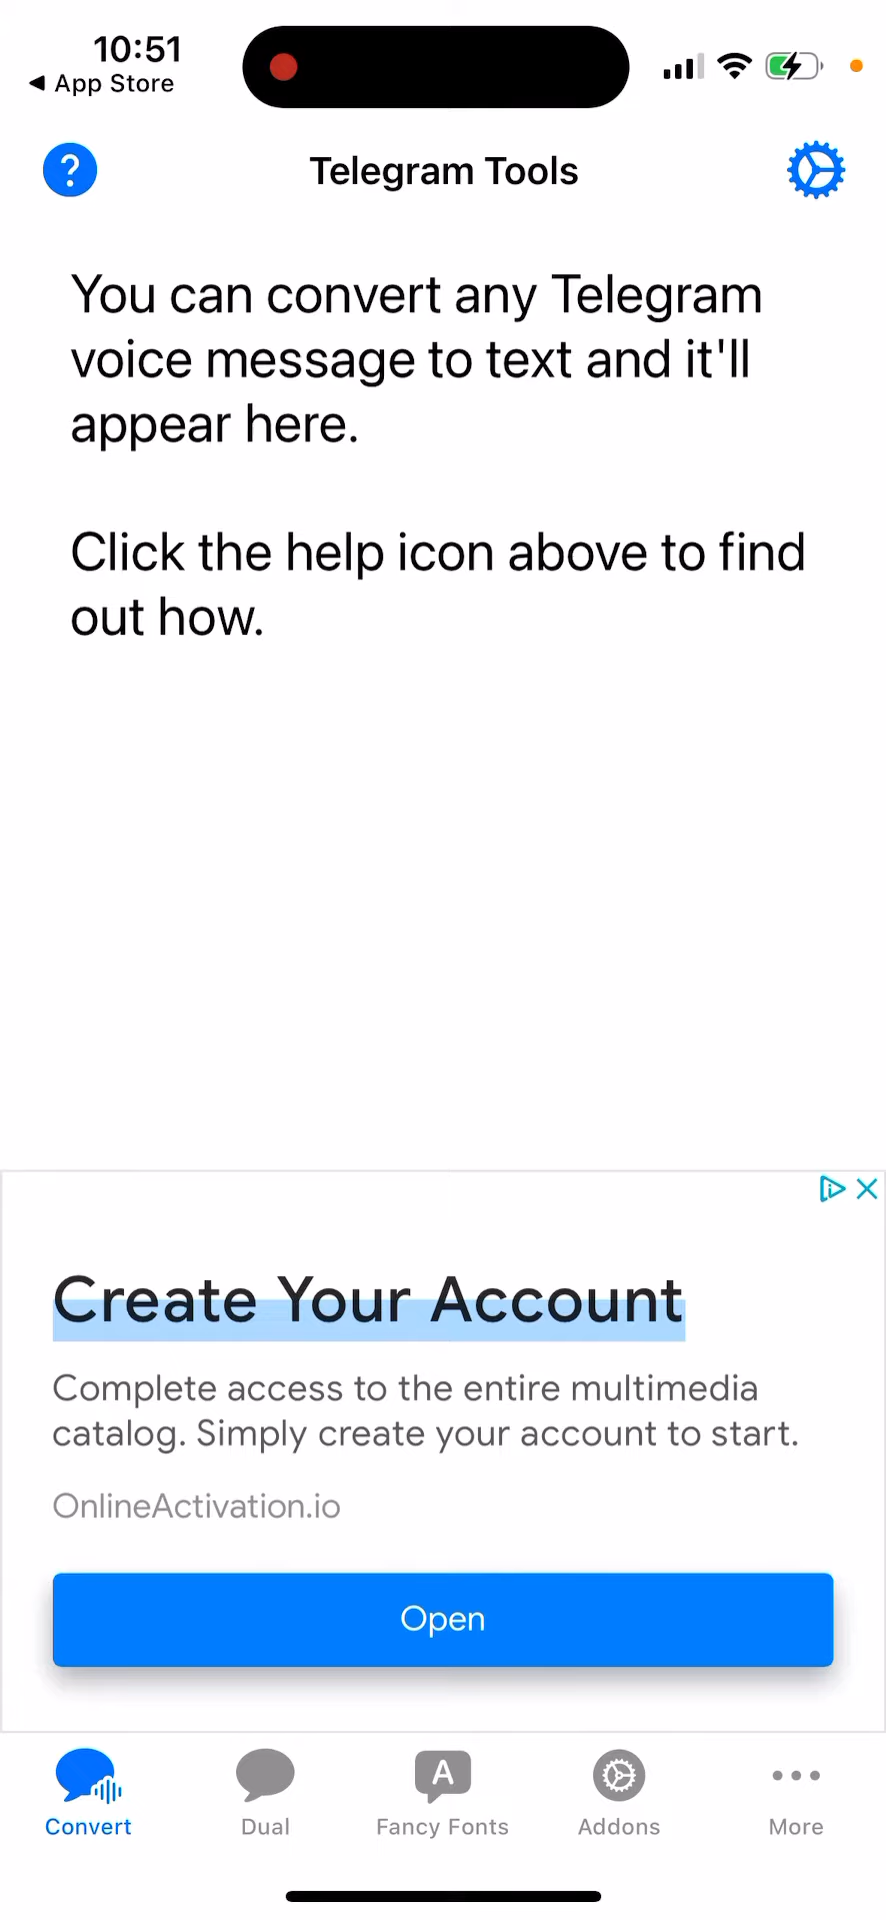 10:51
◀ App Store
?
Telegram Tools
You can convert any Telegram
voice message to text and it'll
appear here.
Click the help icon above to find
out how.
Create Your Account
Complete access to the entire multimedia
catalog. Simply create your account to start.
OnlineActivation.io
Open
A
Convert
Dual
Fancy Fonts
Addons
More